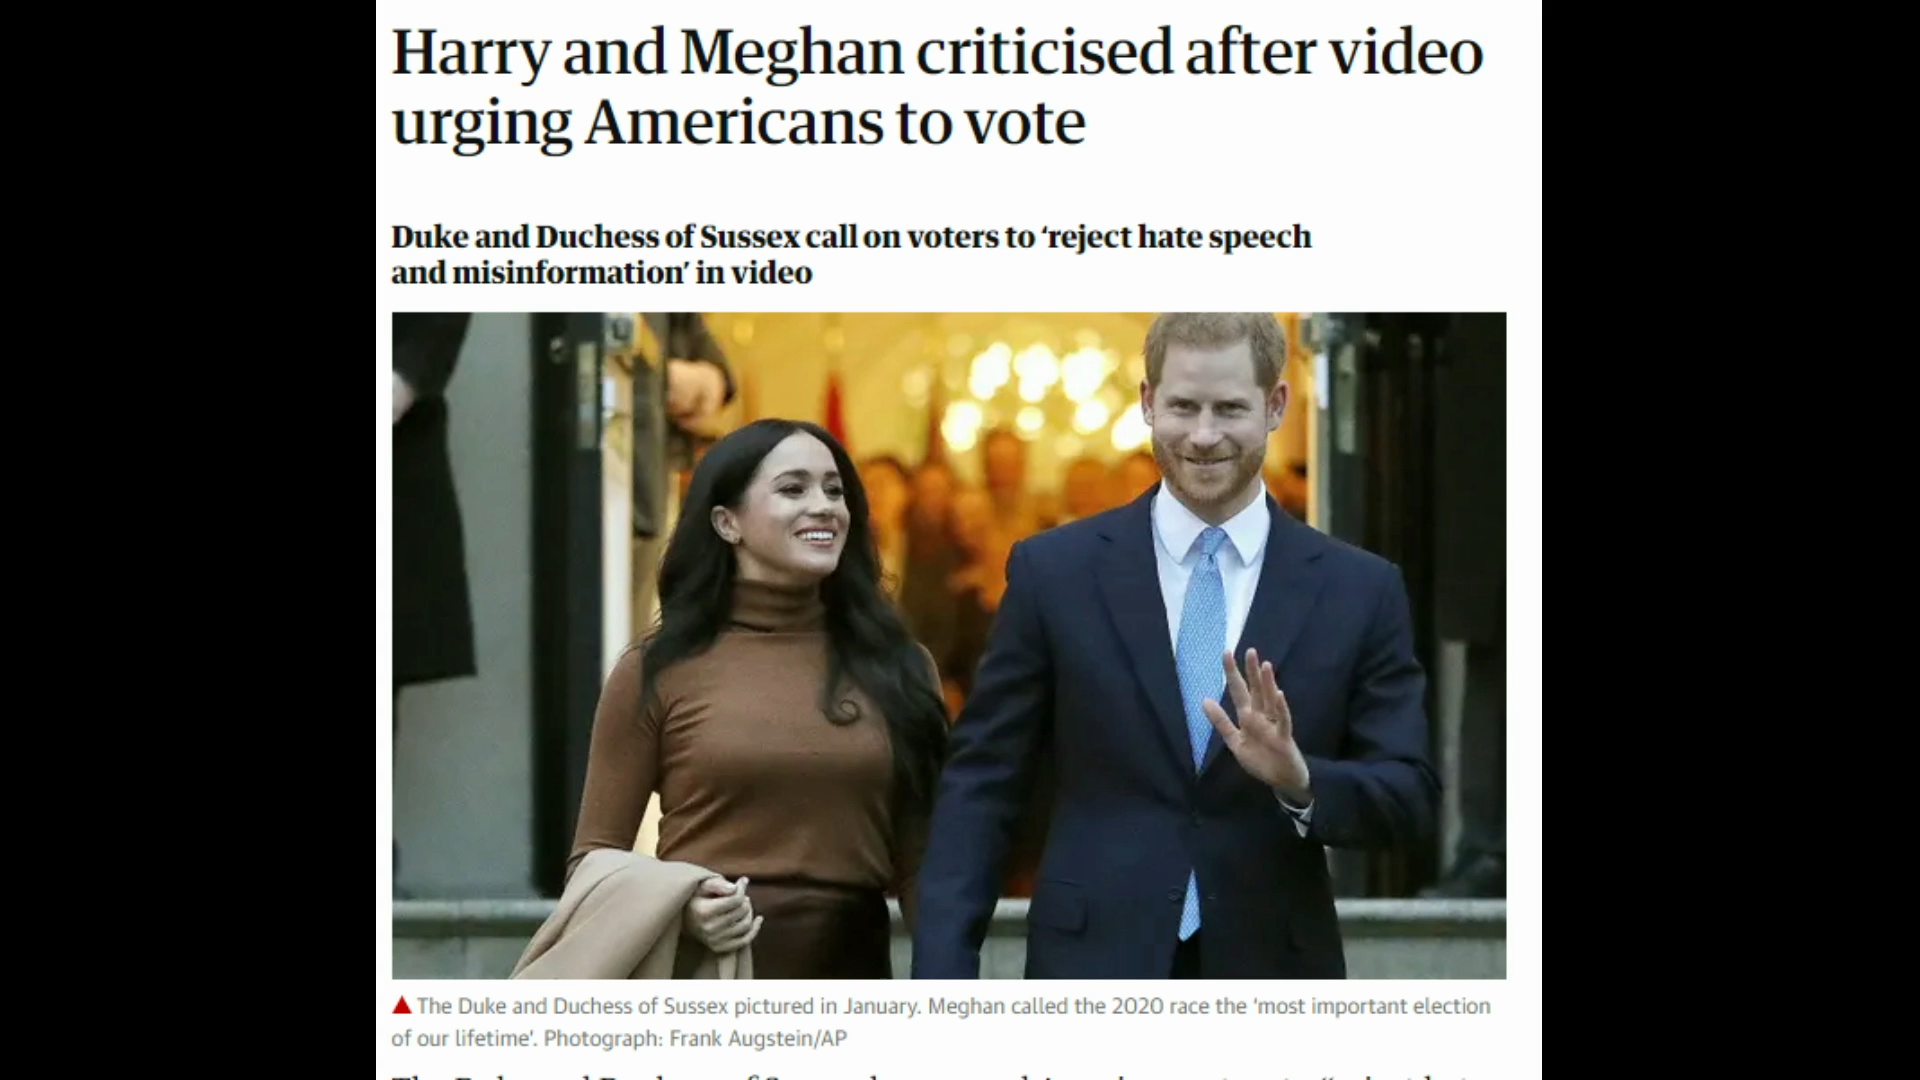 Harry and Meghan criticised after video
urging Americans to vote
Duke and Duchess of Sussex call on voters to ‘reject hate speech
and misinformation’ in video
The Duke and Duchess of Sussex pictured in January. Meghan called the 2020 race the ‘most important election
of our lifetime’. Photograph: Frank Augstein/AP